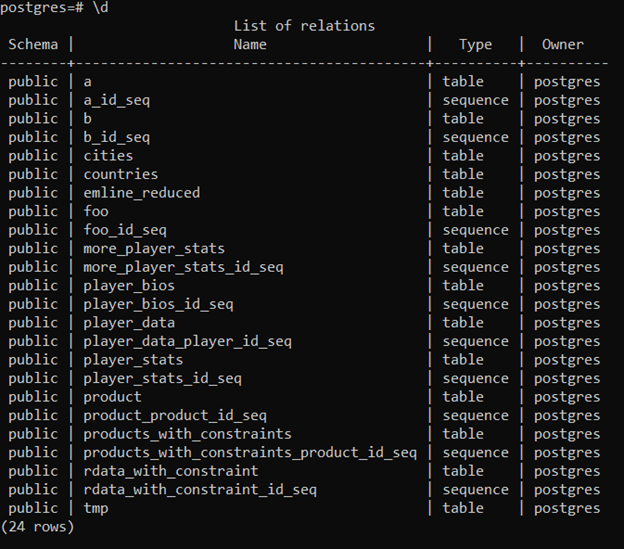 postgres=# \d
List of relations
Schema | Name | Type | Owner
--------+------------------------------------------+----------+----------
public | a | table | postgres
public | a_id_seq | sequence | postgres
public | b | table | postgres
public | b_id_seq | sequence | postgres
public | cities | table | postgres
public | countries | table | postgres
public | emline_reduced | table | postgres
public | foo | table | postgres
public | foo_id_seq | sequence | postgres
public | more_player_stats | table | postgres
public | more_player_stats_id_seq | sequence | postgres
public | player_bios | table | postgres
public | player_bios_id_seq | sequence | postgres
public | player_data | table | postgres
public | player_data_player_id_seq | sequence | postgres
public | player_stats | table | postgres
public | player_stats_id_seq | sequence | postgres
public | product | table | postgres
public | product_product_id_seq | sequence | postgres
public | products_with_constraints | table | postgres
public | products_with_constraints_product_id_seq | sequence | postgres
public | rdata_with_constraint | table | postgres
public | rdata_with_constraint_id_seq | sequence | postgres
public | tmp | table | postgres
(24 rows)